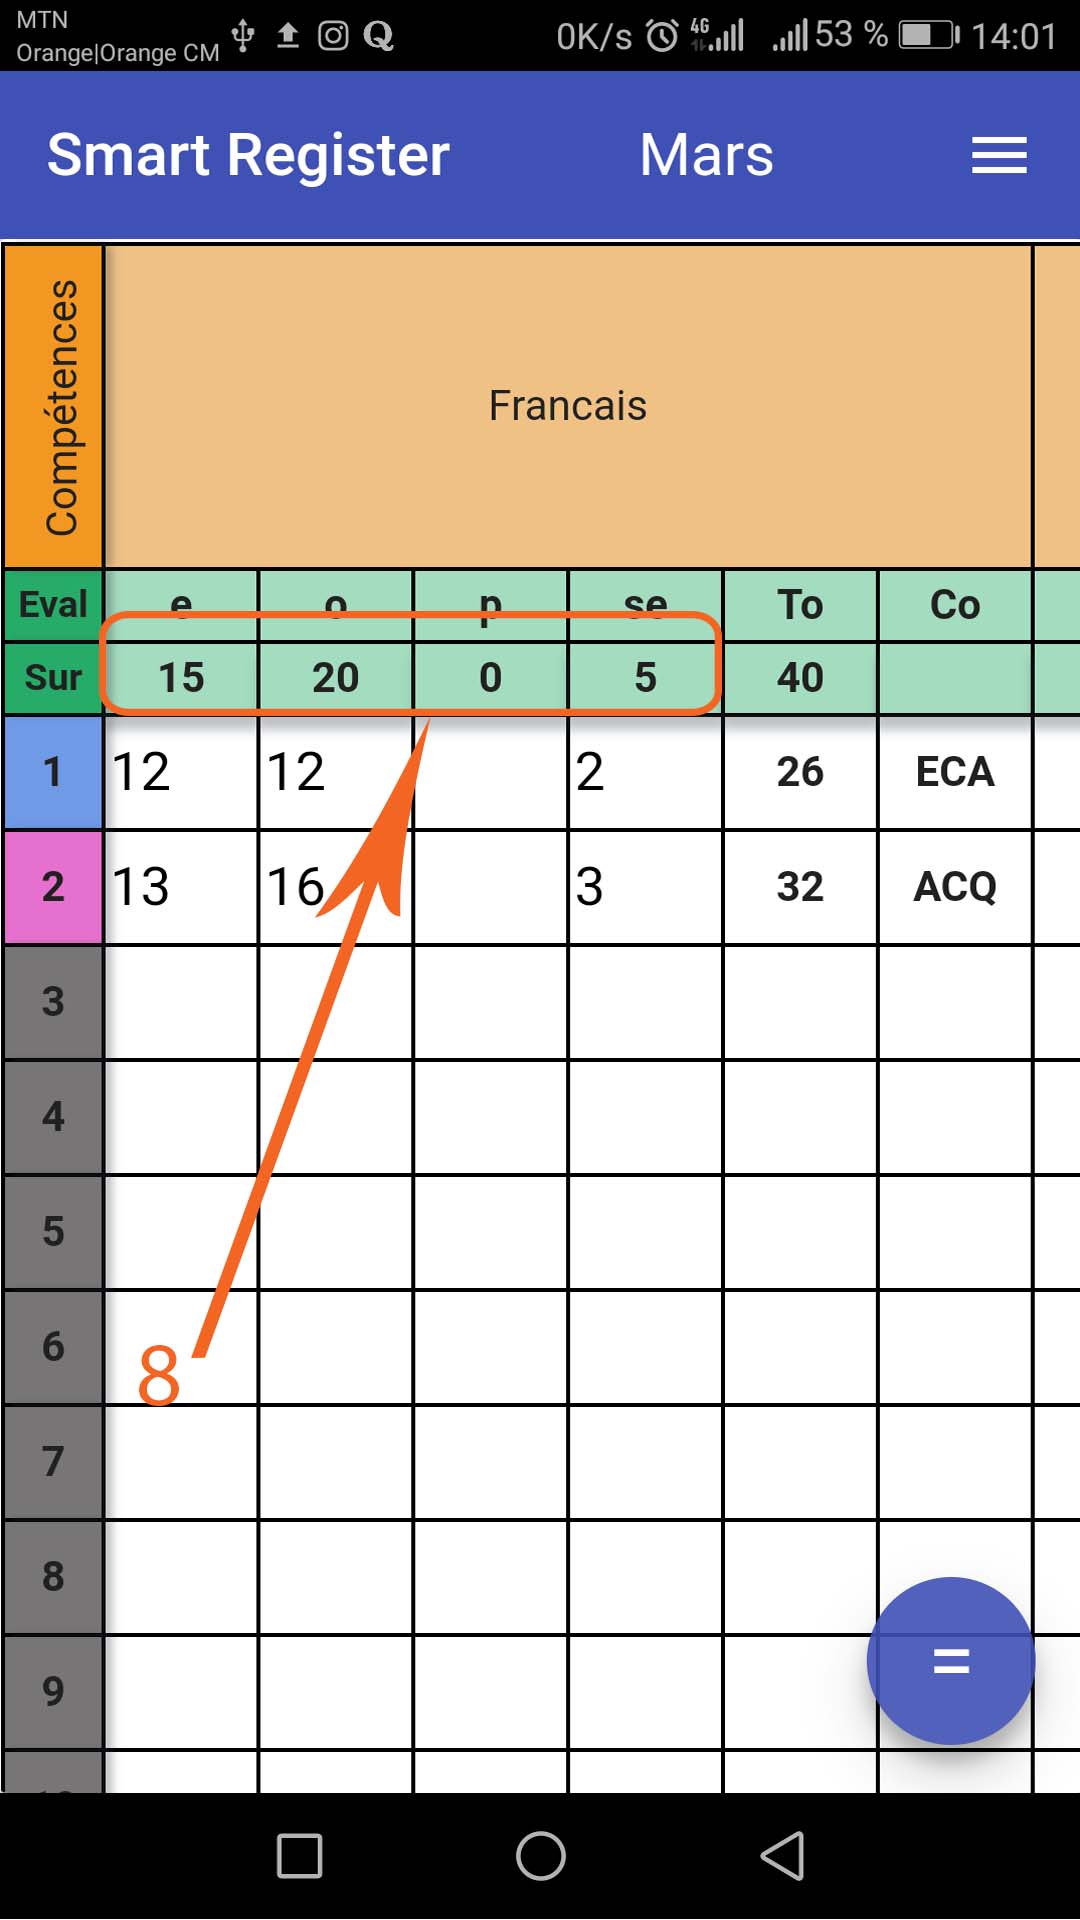 MTN
Orange|Orange CM
0K/s 4G 53 % 14:01
Smart Register Mars
Compétences
Francais
Eval e o p se To Co
Sur 15 20 0 5 40
1 12 12 2 26 ECA
2 13 16 3 32 ACQ
3
4
5
6
8
7
8
9
=